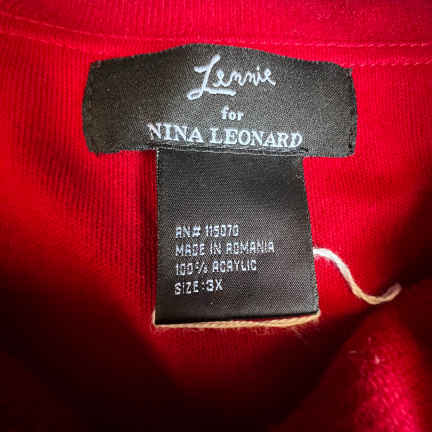 Lennie
for
NINA LEONARD
RN# 115070
MADE IN ROMANIA
100% ACRYLIC
SIZE:3X